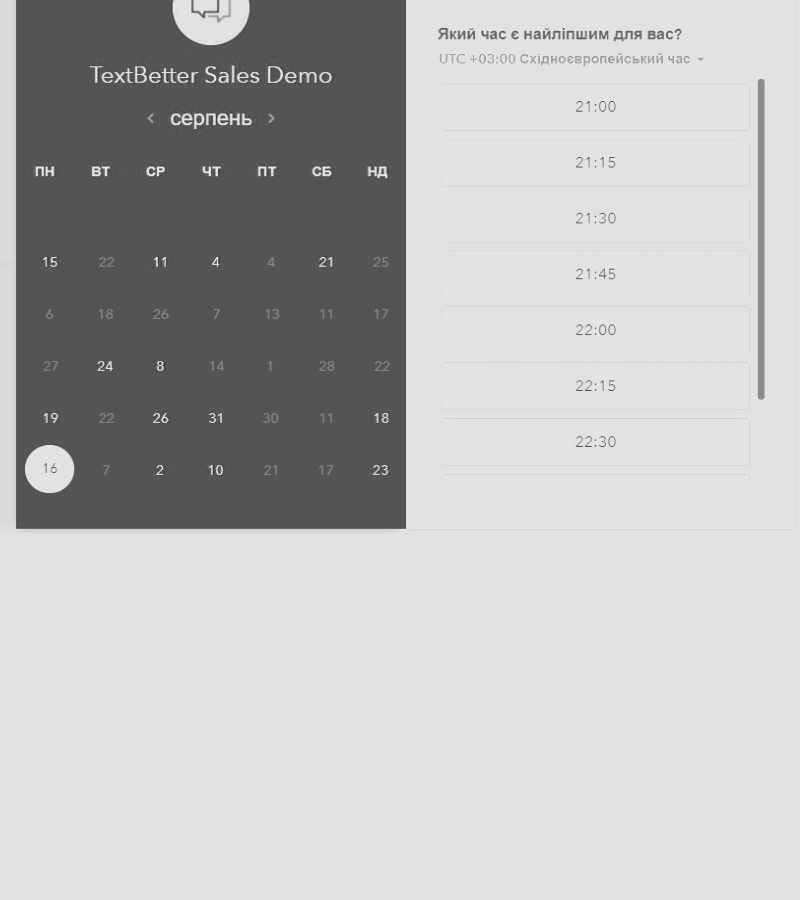 TextBetter Sales Demo
серпень
ПН ВТ СР ЧТ ПТ СБ НД
15 22 11 4 4 21 25
6 18 26 7 13 11 17
27 24 8 14 1 28 22
19 22 26 31 30 11 18
16 7 2 10 21 17 23
Який час є найліпшим для вас?
UTC +03:00 Східноєвропейський час
21:00
21:15
21:30
21:45
22:00
22:15
22:30